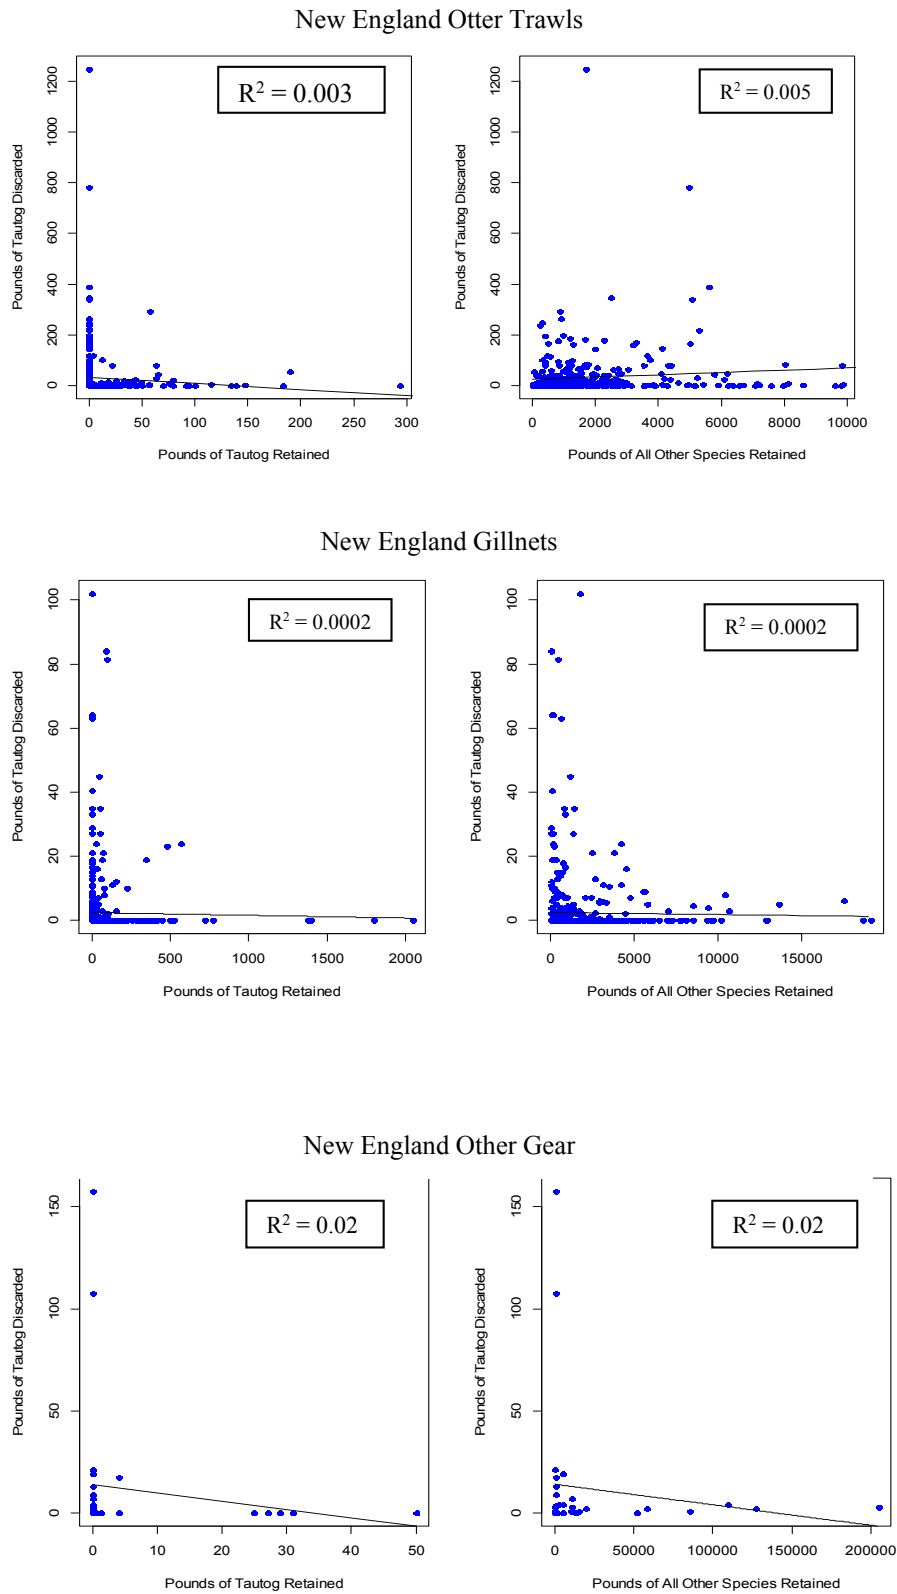 New England Otter Trawls
R² = 0.003
R² = 0.005
Pounds of Tautog Discarded
0 200 400 600 800 1000 1200
0 50 100 150 200 250 300
Pounds of Tautog Retained
Pounds of Tautog Discarded
0 200 400 600 800 1000 1200
0 2000 4000 6000 8000 10000
Pounds of All Other Species Retained
New England Gillnets
R² = 0.0002
R² = 0.0002
Pounds of Tautog Discarded
0 20 40 60 80 100
0 500 1000 1500 2000
Pounds of Tautog Retained
Pounds of Tautog Discarded
0 20 40 60 80 100
0 5000 10000 15000
Pounds of All Other Species Retained
New England Other Gear
R² = 0.02
R² = 0.02
Pounds of Tautog Discarded
0 50 100 150
0 10 20 30 40 50
Pounds of Tautog Retained
Pounds of Tautog Discarded
0 50 100 150
0 50000 100000 150000 200000
Pounds of All Other Species Retained